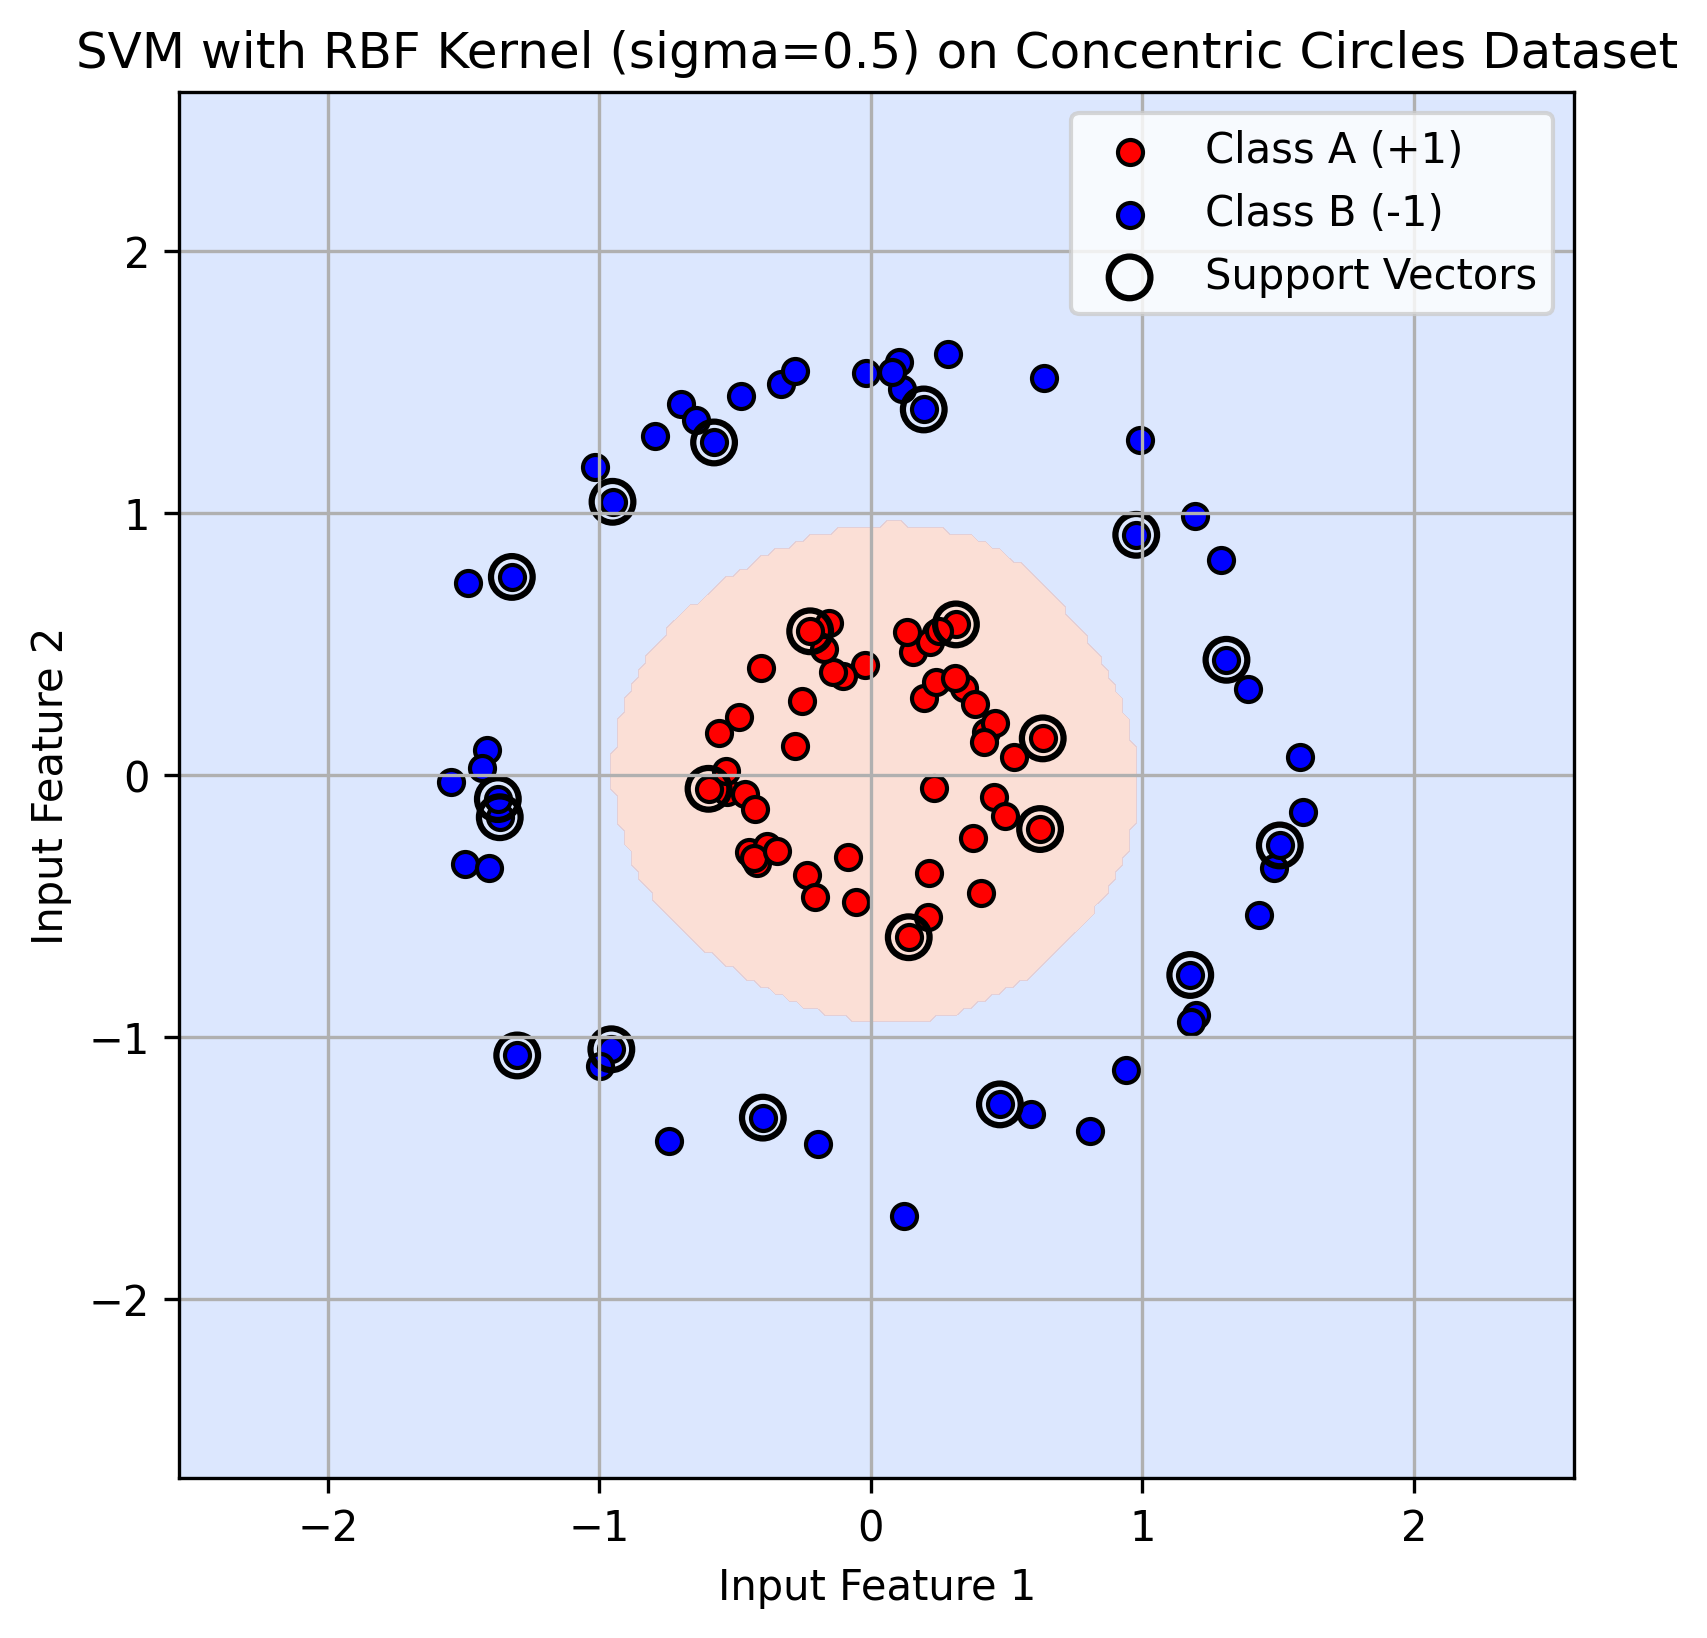 SVM with RBF Kernel (sigma=0.5) on Concentric Circles Dataset
Class A (+1)
Class B (-1)
Support Vectors
2
1
0
−1
−2
Input Feature 2
−2
−1
0
1
2
Input Feature 1